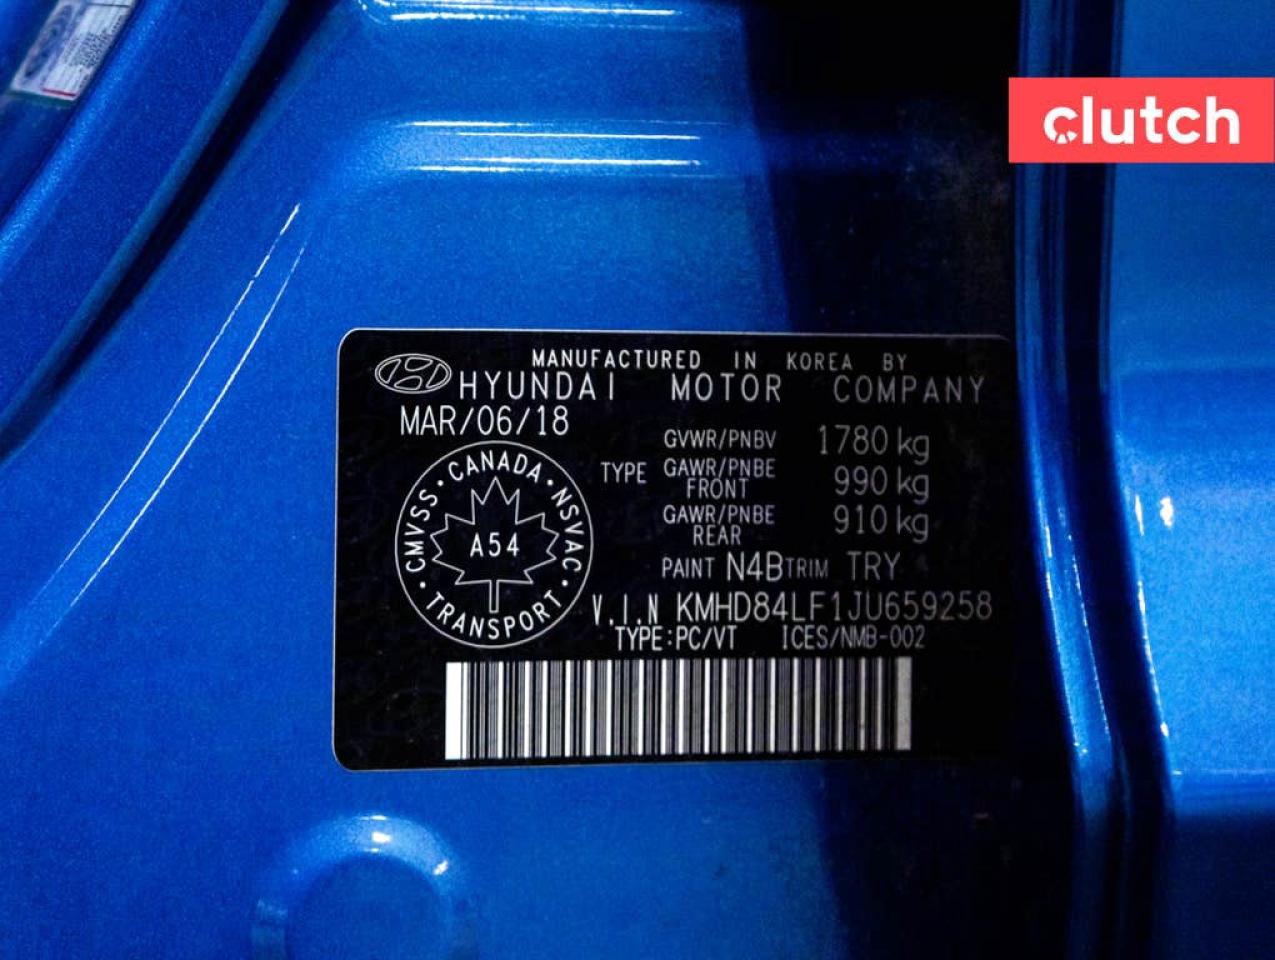 clutch
MANUFACTURED IN KOREA BY
HYUNDAI MOTOR COMPANY
MAR/06/18
CMVSS · CANADA · NSVAC · TRANSPORT ·
A54
TYPE
GVWR/PNBV 1780 kg
GAWR/PNBE FRONT 990 kg
GAWR/PNBE REAR 910 kg
PAINT N4B TRIM TRY
V.I.N KMHD84LF1JU659258
TYPE:PC/VT ICES/NMB-002